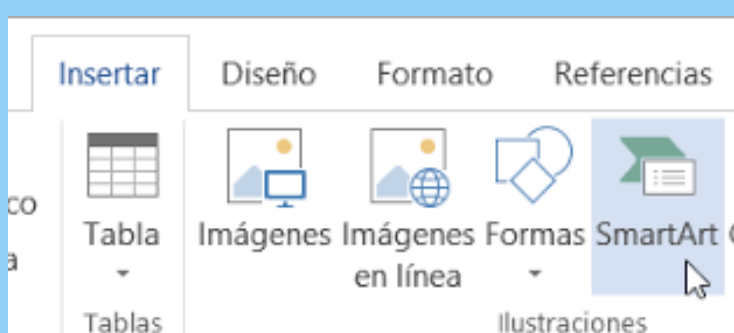 Insertar Diseño Formato Referencias
Tabla Imágenes Imágenes en línea Formas SmartArt
Tablas Ilustraciones